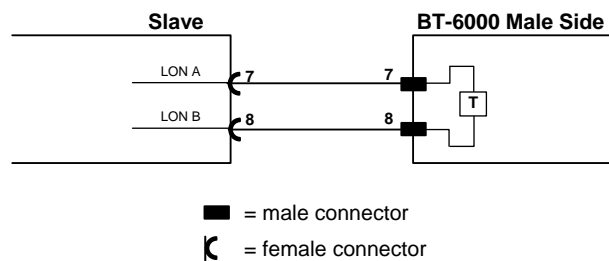 Slave BT-6000 Male Side
LON A 7 7
T
LON B 8 8
= male connector
= female connector